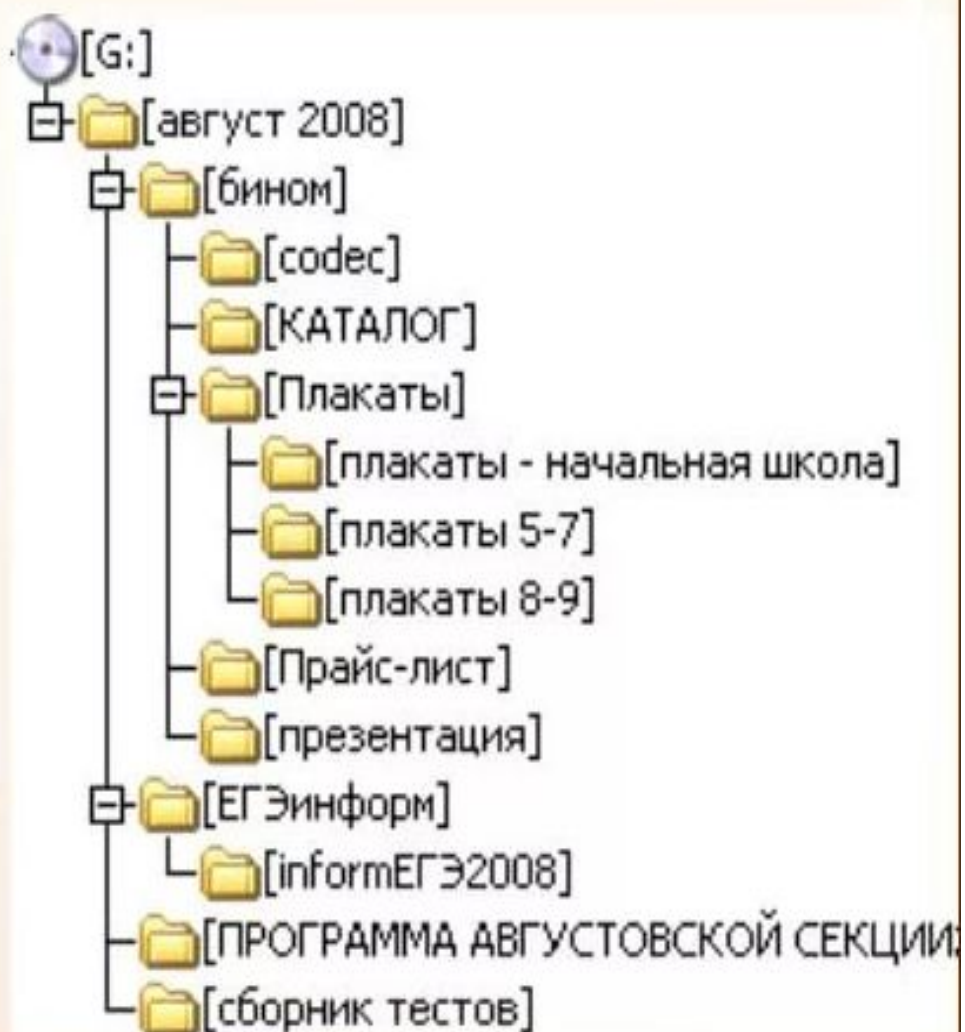 [G:]
[август 2008]
[бином]
[codec]
[КАТАЛОГ]
[Плакаты]
[плакаты - начальная школа]
[плакаты 5-7]
[плакаты 8-9]
[Прайс-лист]
[презентация]
[ЕГЭинформ]
[informЕГЭ2008]
[ПРОГРАММА АВГУСТОВСКОЙ СЕКЦИИ
[сборник тестов]